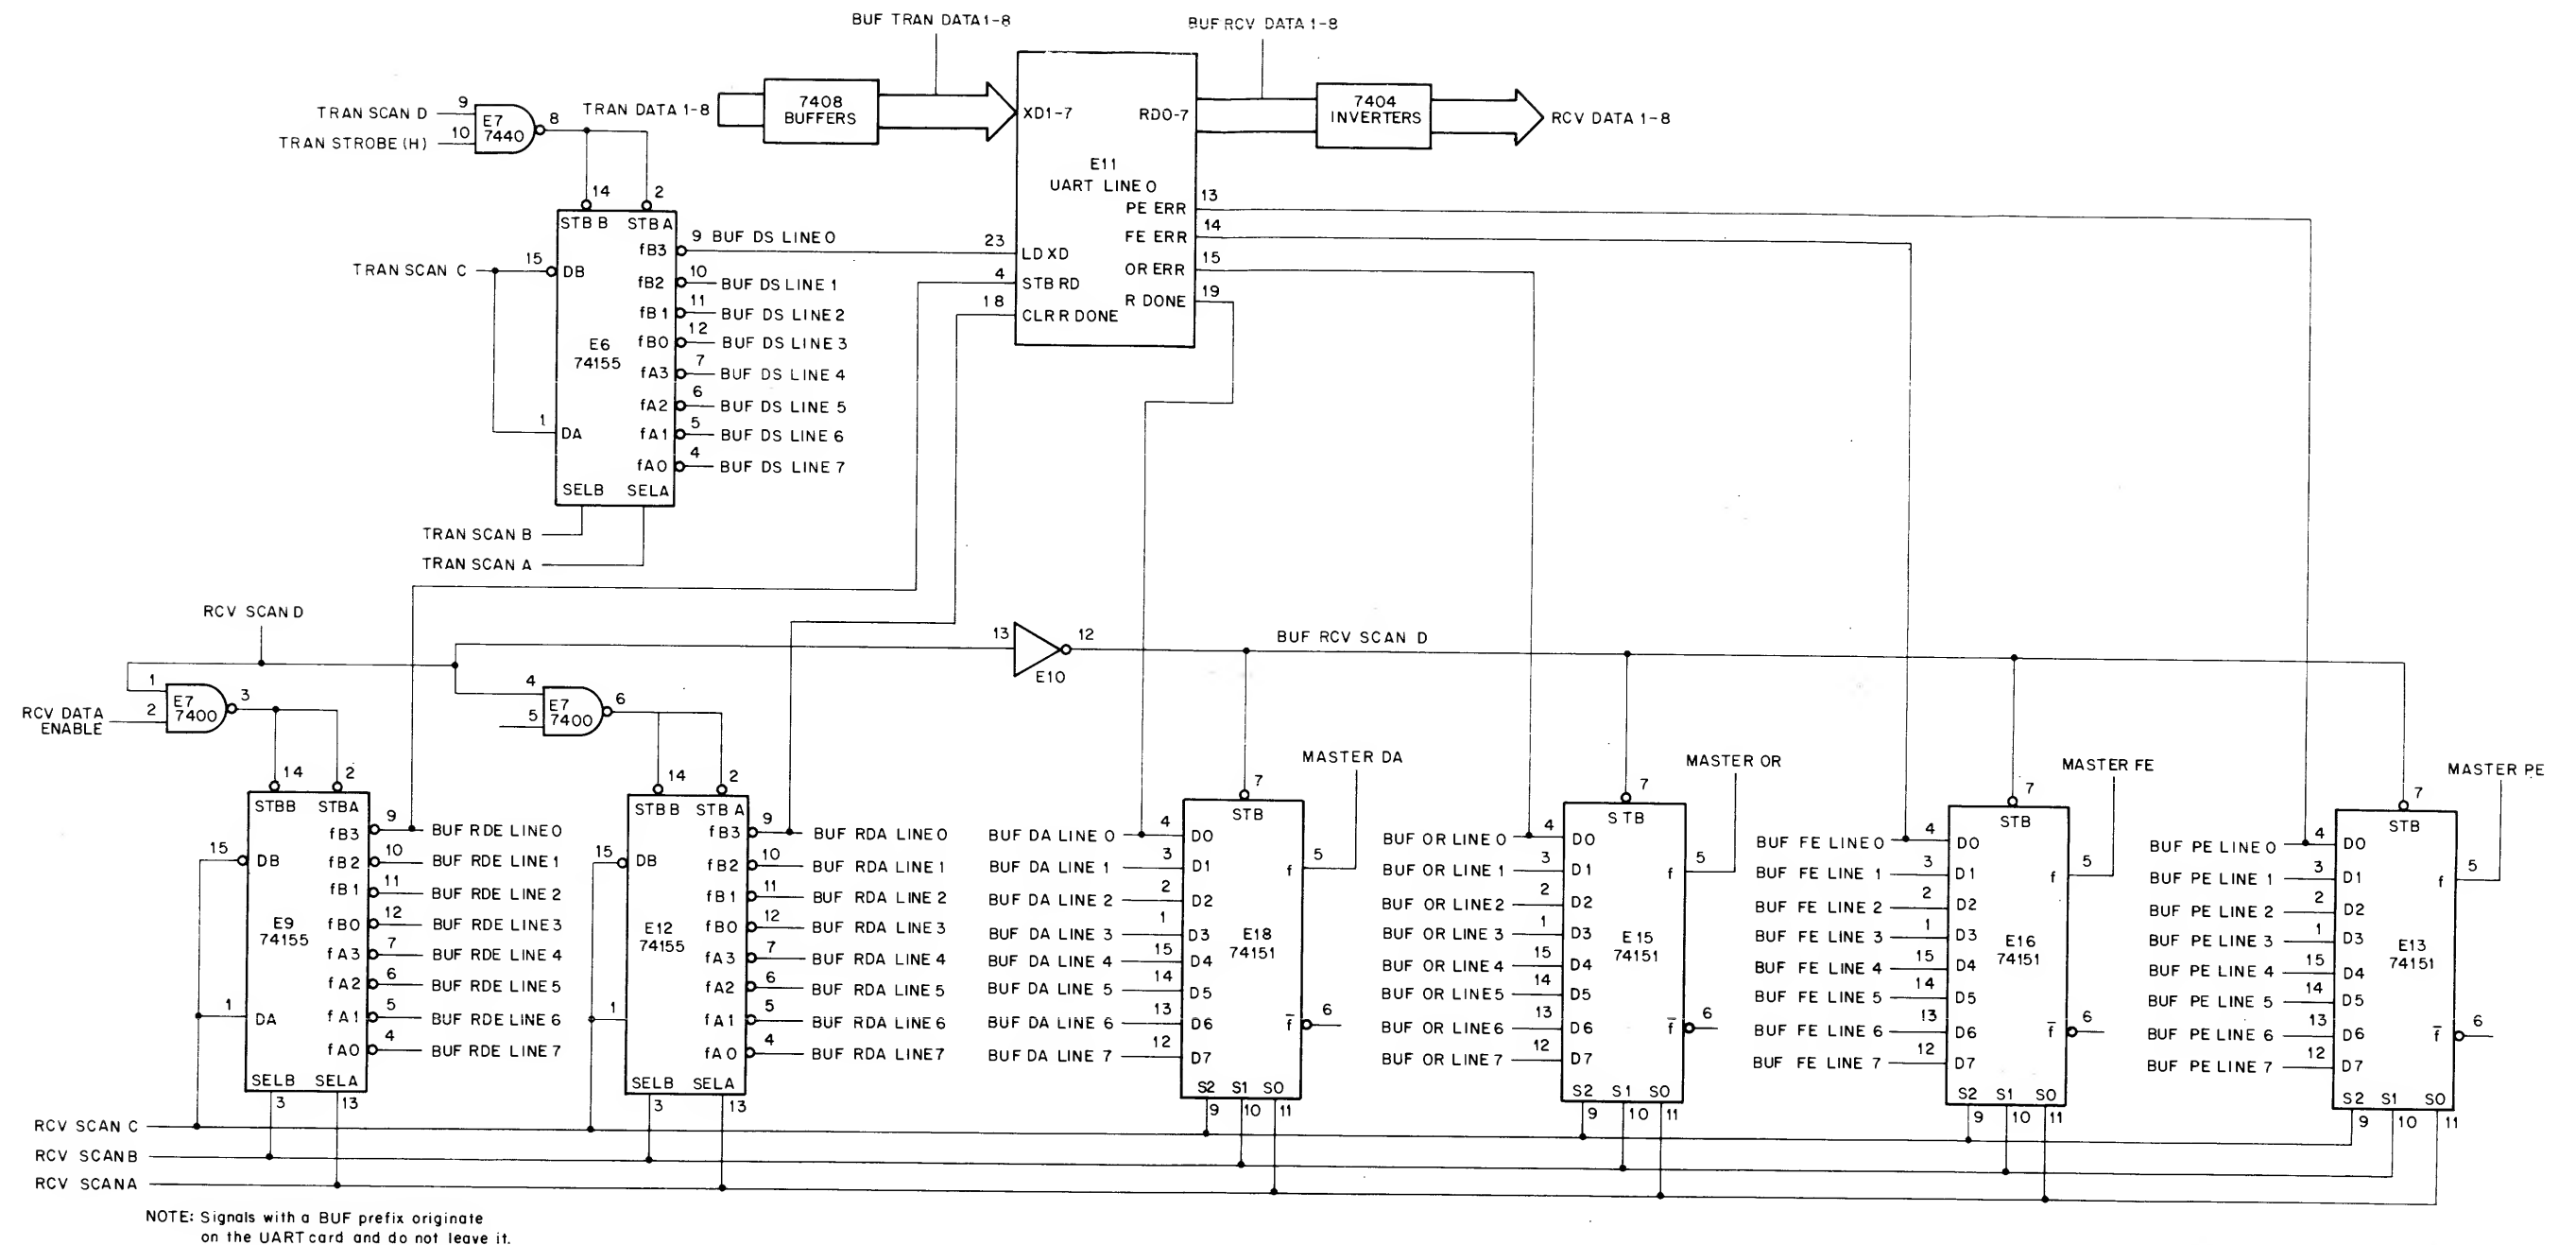 BUF TRAN DATA 1-8
BUF RCV DATA 1-8
TRAN SCAN D
9
TRAN STROBE (H)
10
E7
7440
8
TRAN DATA 1-8
7408
BUFFERS
XD1-7
RD0-7
7404
INVERTERS
RCV DATA 1-8
E11
UART LINE 0
PE ERR
13
FE ERR
14
OR ERR
15
R DONE
19
23
LD XD
4
STB RD
18
CLR R DONE
14
2
STB B
STB A
TRAN SCAN C
15
DB
1
DA
E6
74155
fB3
9
BUF DS LINE 0
fB2
10
BUF DS LINE 1
fB1
11
BUF DS LINE 2
fB0
12
BUF DS LINE 3
fA3
7
BUF DS LINE 4
fA2
6
BUF DS LINE 5
fA1
5
BUF DS LINE 6
fA0
4
BUF DS LINE 7
SELB
SELA
TRAN SCAN B
TRAN SCAN A
RCV SCAN D
13
12
E10
BUF RCV SCAN D
1
2
E7
7400
3
RCV DATA
ENABLE
4
5
E7
7400
6
14
2
STBB
STBA
15
DB
1
DA
E9
74155
fB3
9
BUF RDE LINE 0
fB2
10
BUF RDE LINE 1
fB1
11
BUF RDE LINE 2
fB0
12
BUF RDE LINE 3
fA3
7
BUF RDE LINE 4
fA2
6
BUF RDE LINE 5
fA1
5
BUF RDE LINE 6
fA0
4
BUF RDE LINE 7
SELB
SELA
3
13
14
2
STB B
STB A
15
DB
1
E12
74155
fB3
9
BUF RDA LINE 0
fB2
10
BUF RDA LINE 1
fB1
11
BUF RDA LINE 2
fB0
12
BUF RDA LINE 3
fA3
7
BUF RDA LINE 4
fA2
6
BUF RDA LINE 5
fA1
5
BUF RDA LINE 6
fA0
4
BUF RDA LINE 7
SELB
SELA
3
13
MASTER DA
7
STB
BUF DA LINE 0
4
D0
BUF DA LINE 1
3
D1
BUF DA LINE 2
2
D2
BUF DA LINE 3
1
D3
BUF DA LINE 4
15
D4
BUF DA LINE 5
14
D5
BUF DA LINE 6
13
D6
BUF DA LINE 7
12
D7
E18
74151
f
5
f̅
6
S2
S1
S0
9
10
11
MASTER OR
7
STB
BUF OR LINE 0
4
D0
BUF OR LINE 1
3
D1
BUF OR LINE 2
2
D2
BUF OR LINE 3
1
D3
BUF OR LINE 4
15
D4
BUF OR LINE 5
14
D5
BUF OR LINE 6
13
D6
BUF OR LINE 7
12
D7
E15
74151
f
5
f̅
6
S2
S1
S0
9
10
11
MASTER FE
7
STB
BUF FE LINE 0
4
D0
BUF FE LINE 1
3
D1
BUF FE LINE 2
2
D2
BUF FE LINE 3
1
D3
BUF FE LINE 4
15
D4
BUF FE LINE 5
14
D5
BUF FE LINE 6
13
D6
BUF FE LINE 7
12
D7
E16
74151
f
5
f̅
6
S2
S1
S0
9
10
11
MASTER PE
7
STB
BUF PE LINE 0
4
D0
BUF PE LINE 1
3
D1
BUF PE LINE 2
2
D2
BUF PE LINE 3
1
D3
BUF PE LINE 4
15
D4
BUF PE LINE 5
14
D5
BUF PE LINE 6
13
D6
BUF PE LINE 7
12
D7
E13
74151
f
5
f̅
6
S2
S1
S0
9
10
11
RCV SCAN C
RCV SCAN B
RCV SCAN A
NOTE: Signals with a BUF prefix originate
on the UART card and do not leave it.